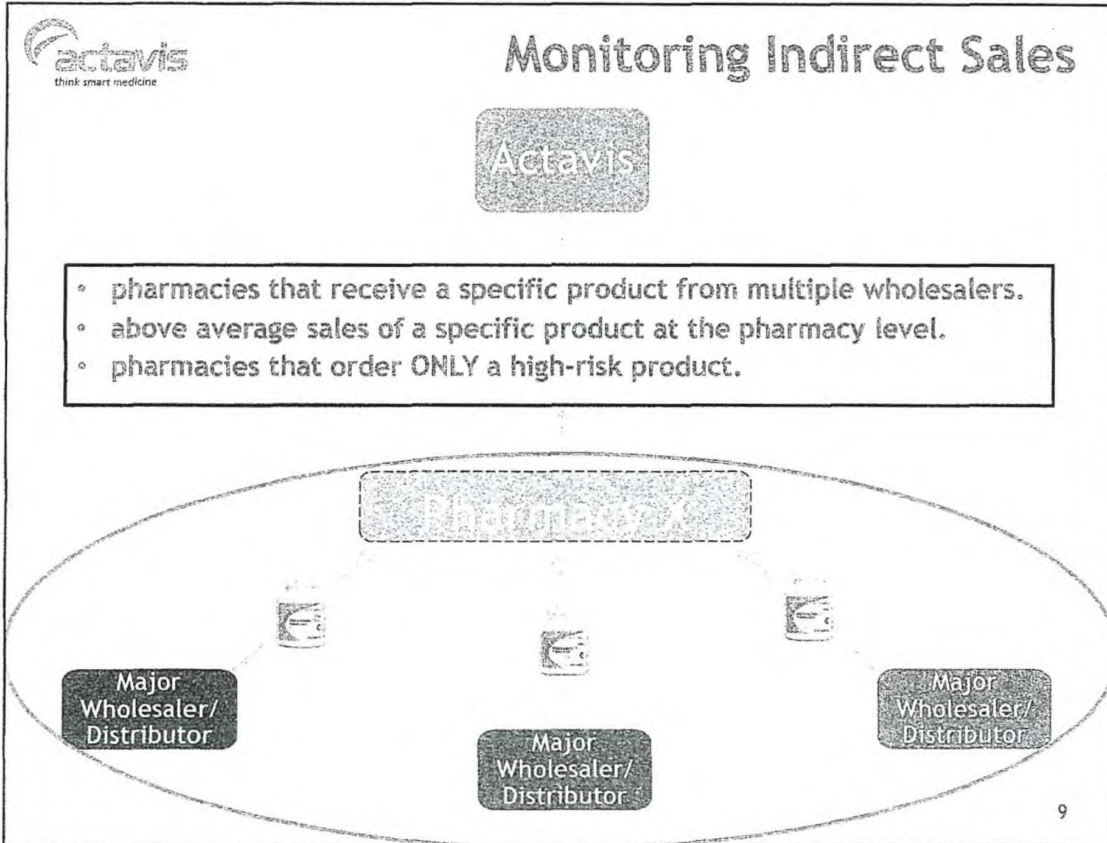 actavis
think smart medicine
Monitoring Indirect Sales
Actavis
• pharmacies that receive a specific product from multiple wholesalers.
• above average sales of a specific product at the pharmacy level.
• pharmacies that order ONLY a high-risk product.
Pharmacy X
Major
Wholesaler/
Distributor
Major
Wholesaler/
Distributor
Major
Wholesaler/
Distributor
9